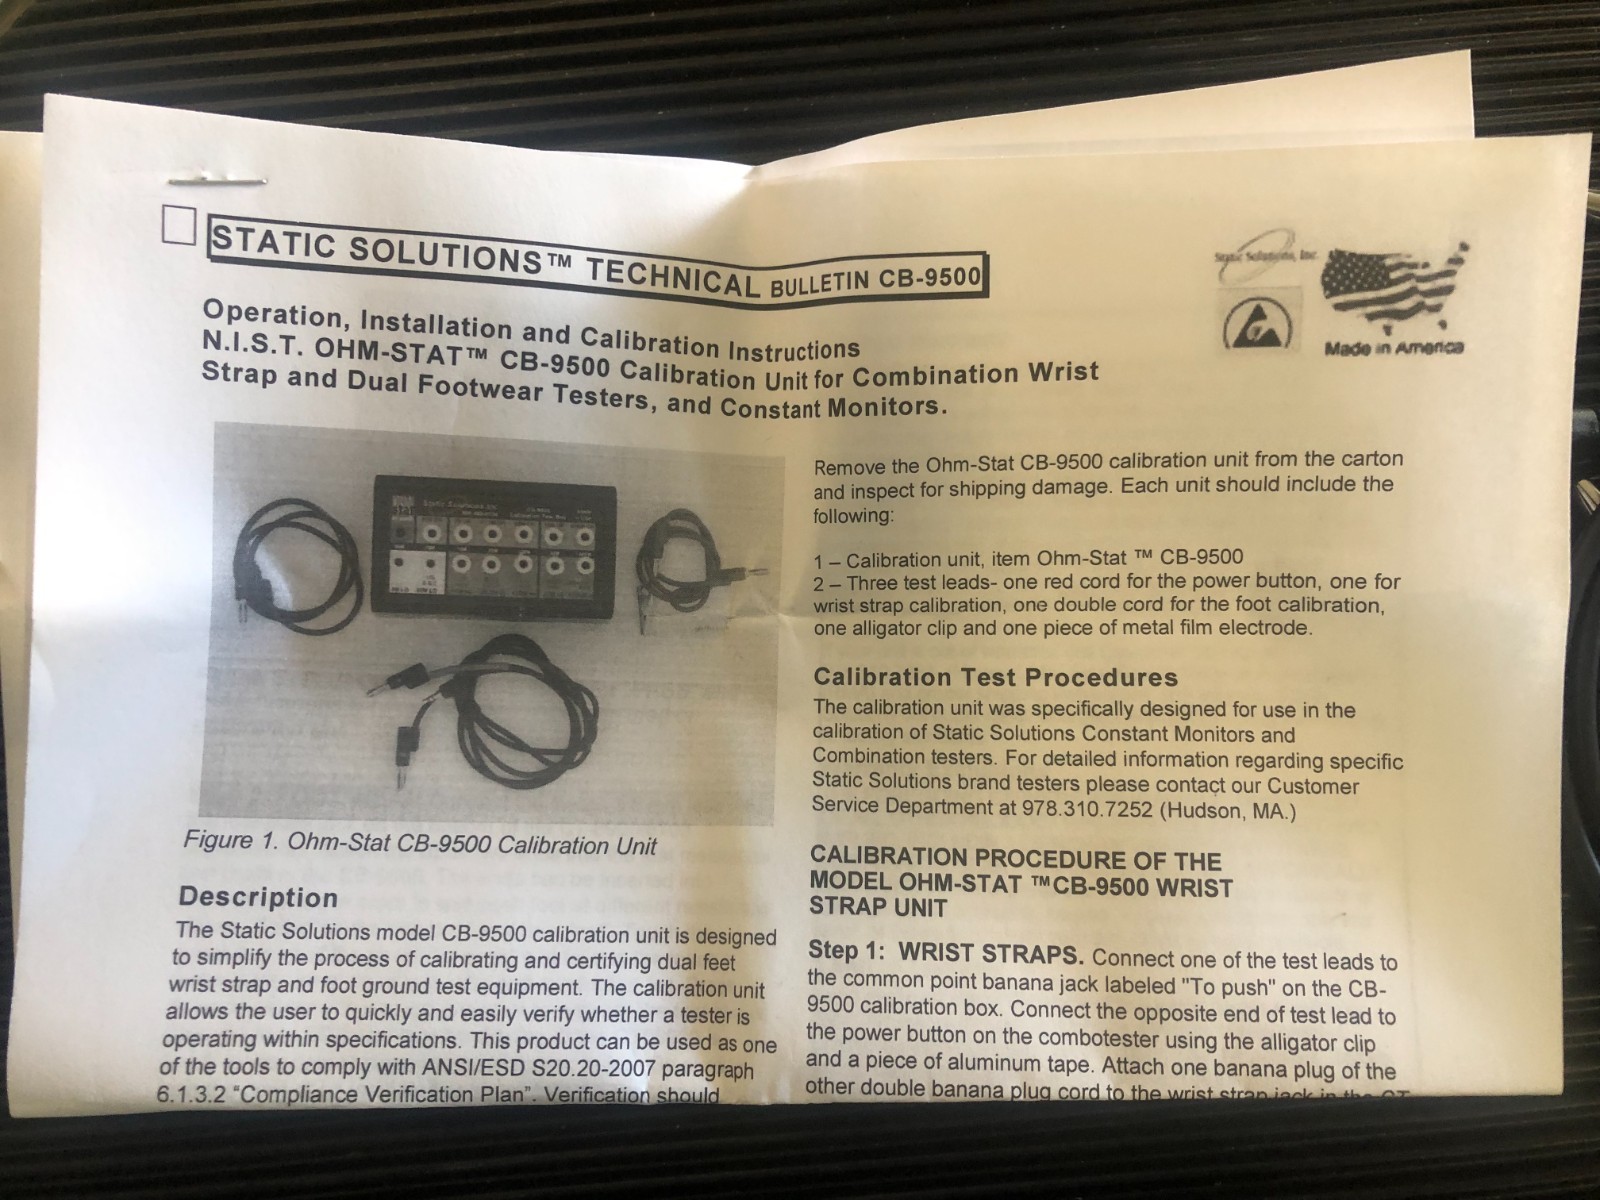 STATIC SOLUTIONS™ TECHNICAL BULLETIN CB-9500
Static Solutions, Inc.
Made in America
Operation, Installation and Calibration Instructions
N.I.S.T. OHM-STAT™ CB-9500 Calibration Unit for Combination Wrist
Strap and Dual Footwear Testers, and Constant Monitors.
Figure 1. Ohm-Stat CB-9500 Calibration Unit
Description
The Static Solutions model CB-9500 calibration unit is designed
to simplify the process of calibrating and certifying dual feet
wrist strap and foot ground test equipment. The calibration unit
allows the user to quickly and easily verify whether a tester is
operating within specifications. This product can be used as one
of the tools to comply with ANSI/ESD S20.20-2007 paragraph
6.1.3.2 "Compliance Verification Plan". Verification should
Remove the Ohm-Stat CB-9500 calibration unit from the carton
and inspect for shipping damage. Each unit should include the
following:
1 – Calibration unit, item Ohm-Stat ™ CB-9500
2 – Three test leads- one red cord for the power button, one for
wrist strap calibration, one double cord for the foot calibration,
one alligator clip and one piece of metal film electrode.
Calibration Test Procedures
The calibration unit was specifically designed for use in the
calibration of Static Solutions Constant Monitors and
Combination testers. For detailed information regarding specific
Static Solutions brand testers please contact our Customer
Service Department at 978.310.7252 (Hudson, MA.)
CALIBRATION PROCEDURE OF THE
MODEL OHM-STAT ™CB-9500 WRIST
STRAP UNIT
Step 1: WRIST STRAPS. Connect one of the test leads to
the common point banana jack labeled "To push" on the CB-
9500 calibration box. Connect the opposite end of test lead to
the power button on the combotester using the alligator clip
and a piece of aluminum tape. Attach one banana plug of the
other double banana plug cord to the wrist strap jack in the